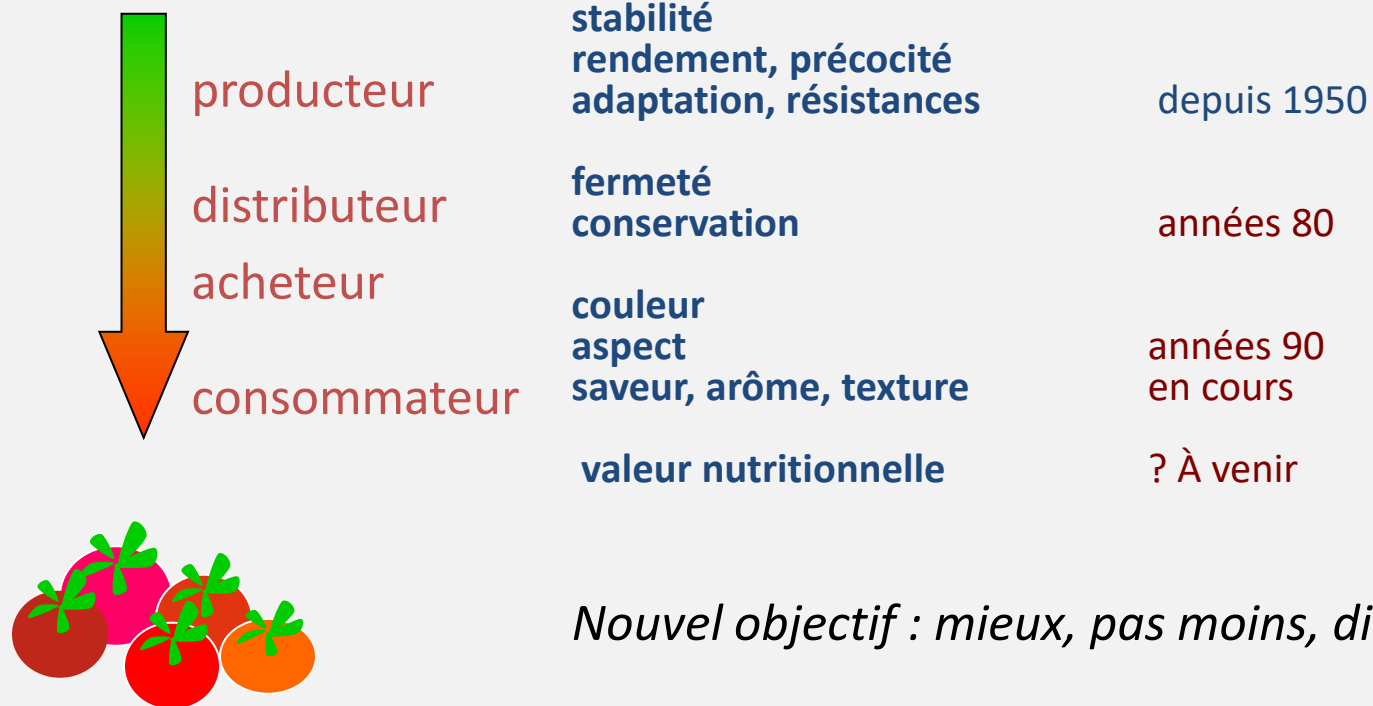 stabilité
rendement, précocité
producteur
adaptation, résistances depuis 1950
fermeté
distributeur
conservation années 80
acheteur
couleur
aspect années 90
consommateur
saveur, arôme, texture en cours
valeur nutritionnelle ? À venir
Nouvel objectif : mieux, pas moins,